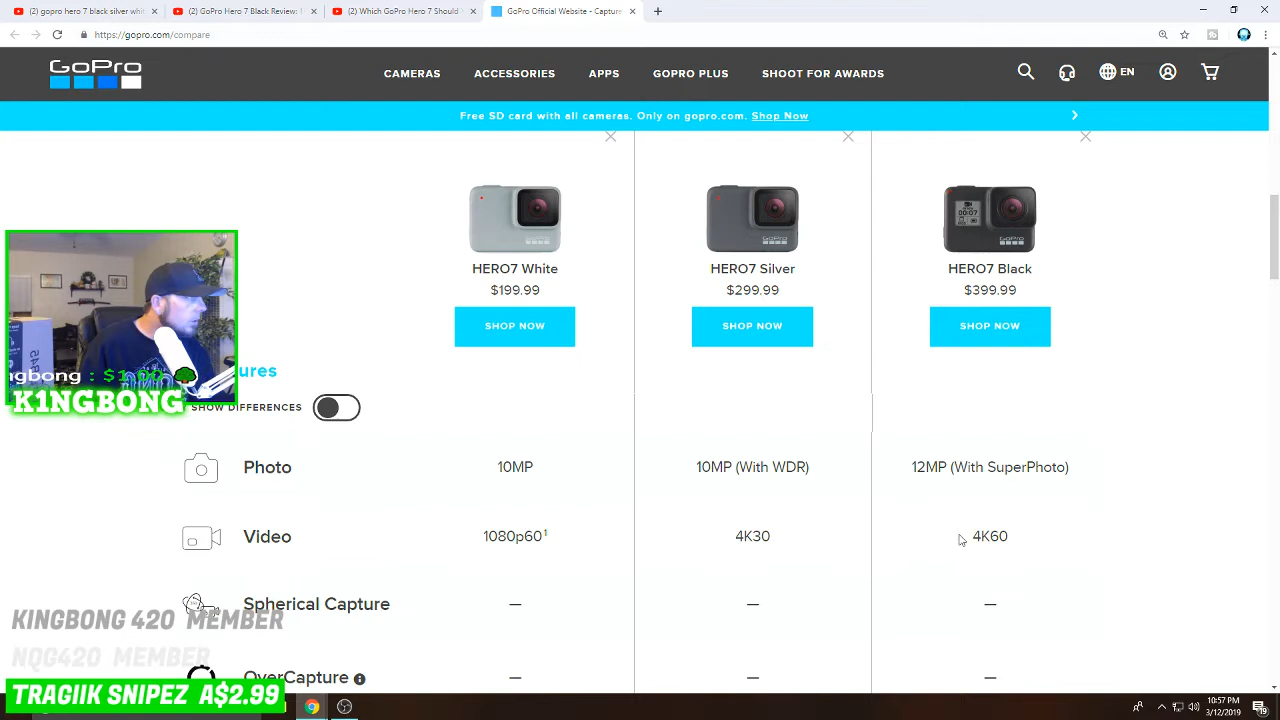 (2) gopro hero 7 black silver whi
(2) GoPro HERO 7 Black Review:
(2) Which GoPro Hero 7 Should
GoPro Official Website - Capture
https://gopro.com/compare
GoPro
CAMERAS
ACCESSORIES
APPS
GOPRO PLUS
SHOOT FOR AWARDS
EN
Free SD card with all cameras. Only on gopro.com. Shop Now
HERO7 White
$199.99
SHOP NOW
HERO7 Silver
$299.99
SHOP NOW
HERO7 Black
$399.99
SHOP NOW
ures
SHOW DIFFERENCES
Photo
10MP
10MP (With WDR)
12MP (With SuperPhoto)
Video
1080p60¹
4K30
4K60
Spherical Capture
—
—
—
OverCapture
—
—
—
ngbong : $1.00
K1NGBONG
KINGBONG 420 MEMBER
NQG420 MEMBER
TRAGIIK SNIPEZ A$2.99
10:57 PM
3/12/2019